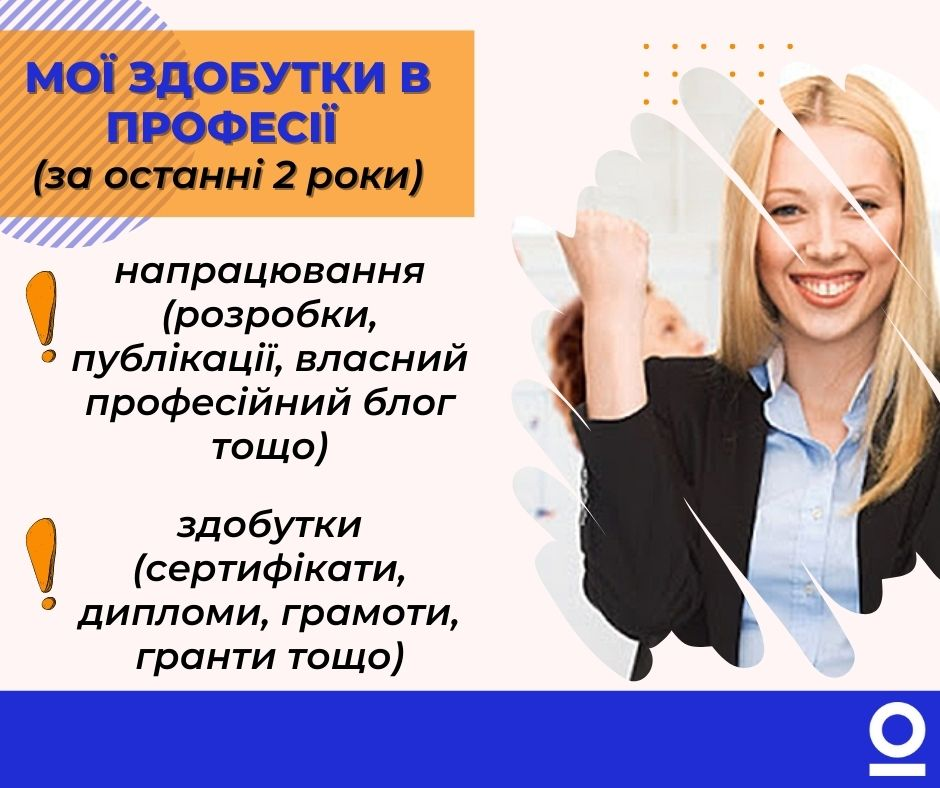 МОЇ ЗДОБУТКИ В
ПРОФЕСІЇ
(за останні 2 роки)
напрацювання
(розробки,
публікації, власний
професійний блог
тощо)
здобутки
(сертифікати,
дипломи, грамоти,
гранти тощо)